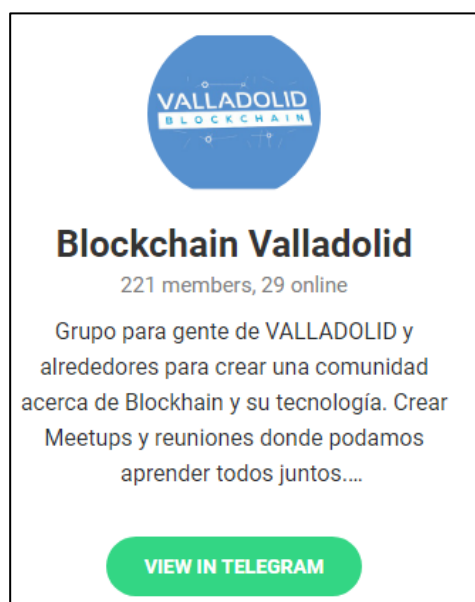 VALLADOLID
BLOCKCHAIN
Blockchain Valladolid
221 members, 29 online
Grupo para gente de VALLADOLID y
alrededores para crear una comunidad
acerca de Blockhain y su tecnología. Crear
Meetups y reuniones donde podamos
aprender todos juntos.…
VIEW IN TELEGRAM